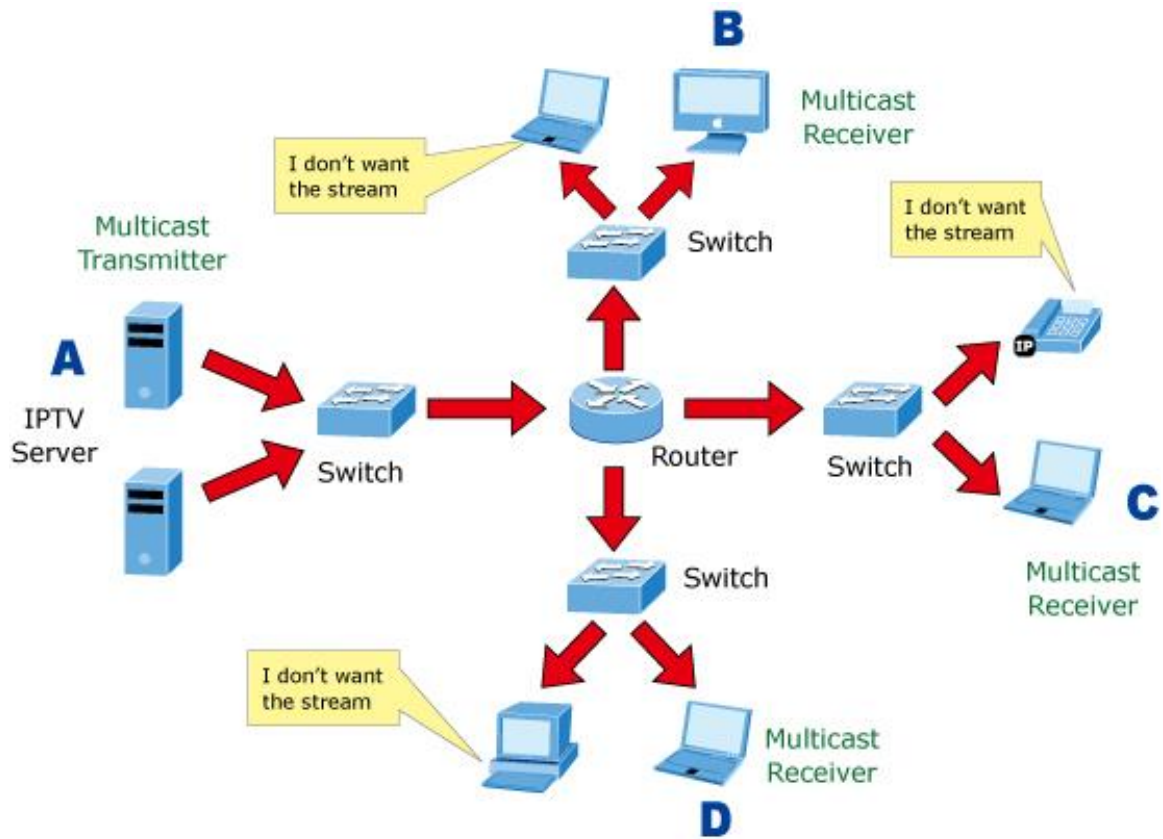 B
Multicast
Receiver
I don't want
the stream
I don't want
the stream
Switch
Multicast
Transmitter
A
IPTV
Server
Switch
Router
Switch
IP
C
Multicast
Receiver
Switch
I don't want
the stream
Multicast
Receiver
D